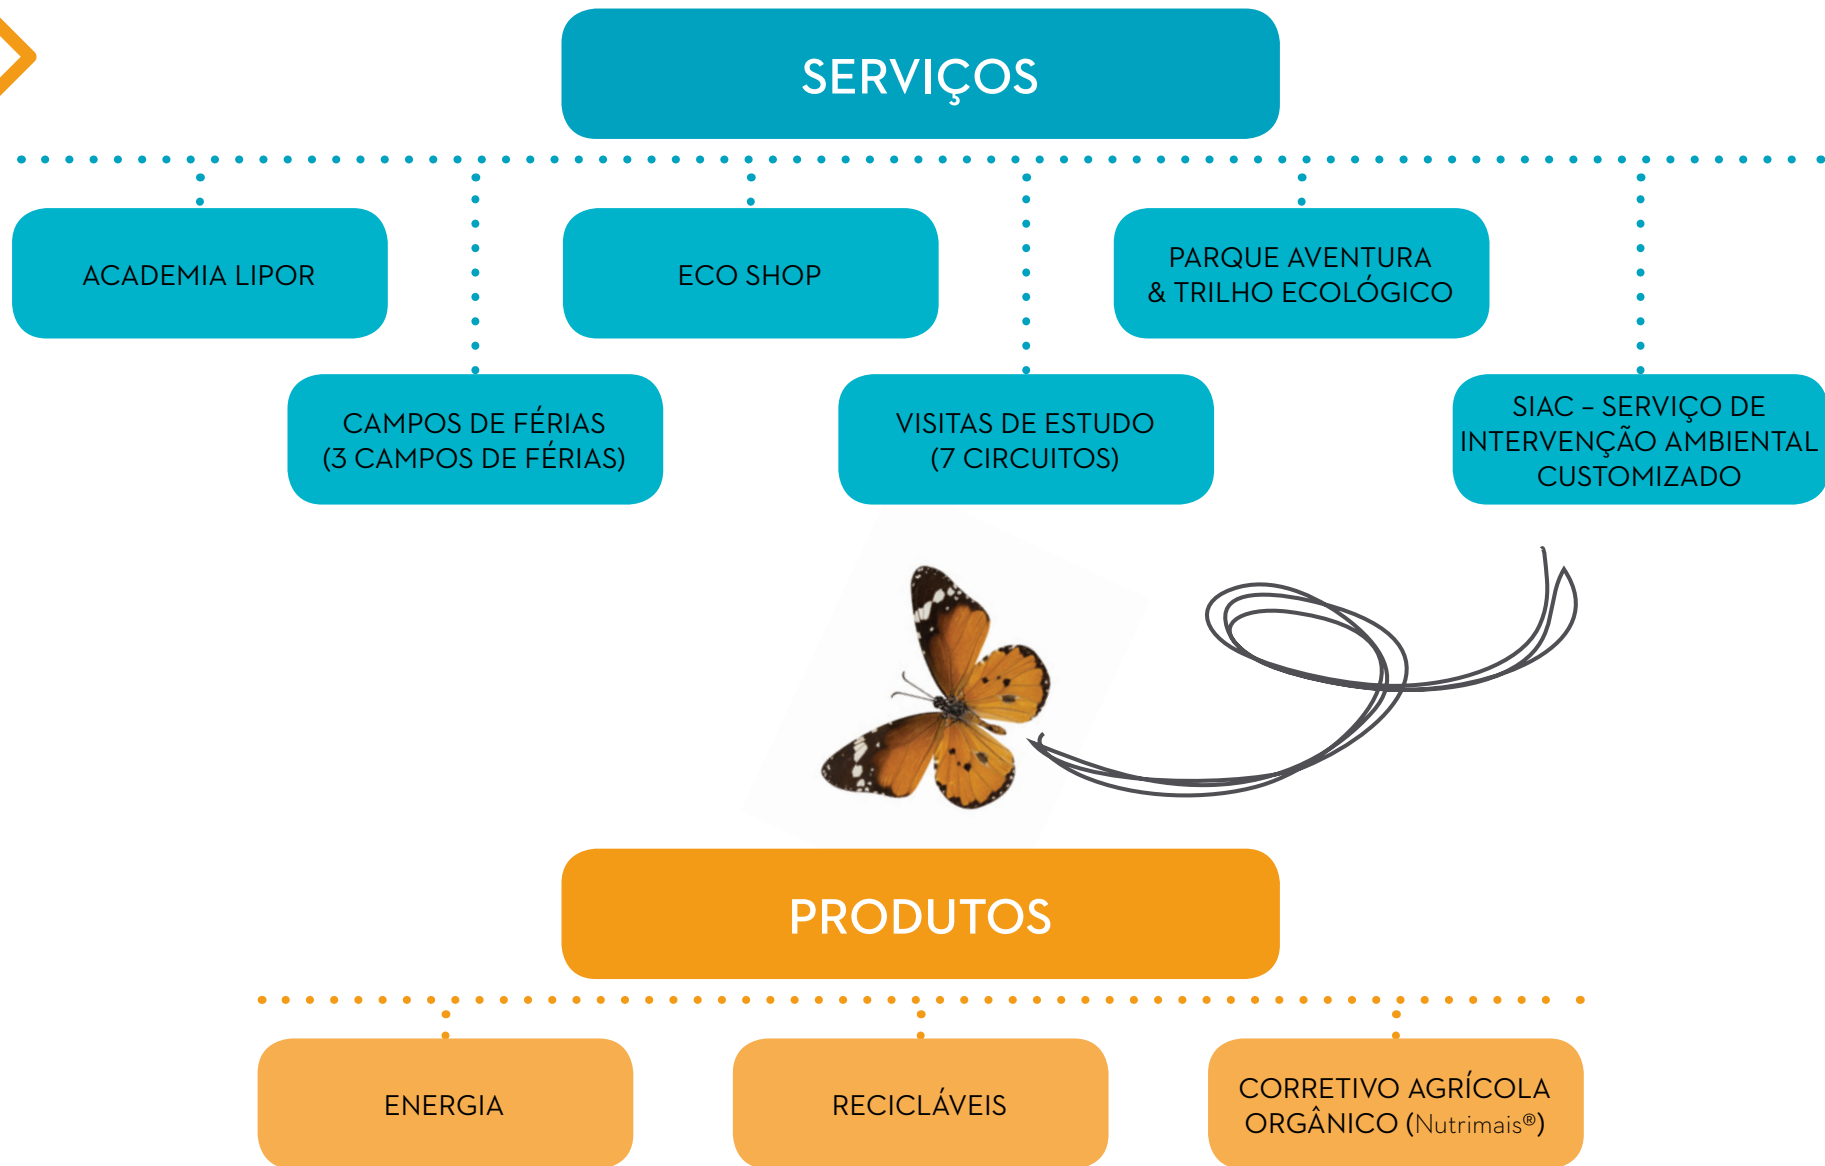 SERVIÇOS
ACADEMIA LIPOR
ECO SHOP
PARQUE AVENTURA
& TRILHO ECOLÓGICO
CAMPOS DE FÉRIAS
(3 CAMPOS DE FÉRIAS)
VISITAS DE ESTUDO
(7 CIRCUITOS)
SIAC – SERVIÇO DE
INTERVENÇÃO AMBIENTAL
CUSTOMIZADO
PRODUTOS
ENERGIA
RECICLÁVEIS
CORRETIVO AGRÍCOLA
ORGÂNICO (Nutrimais®)